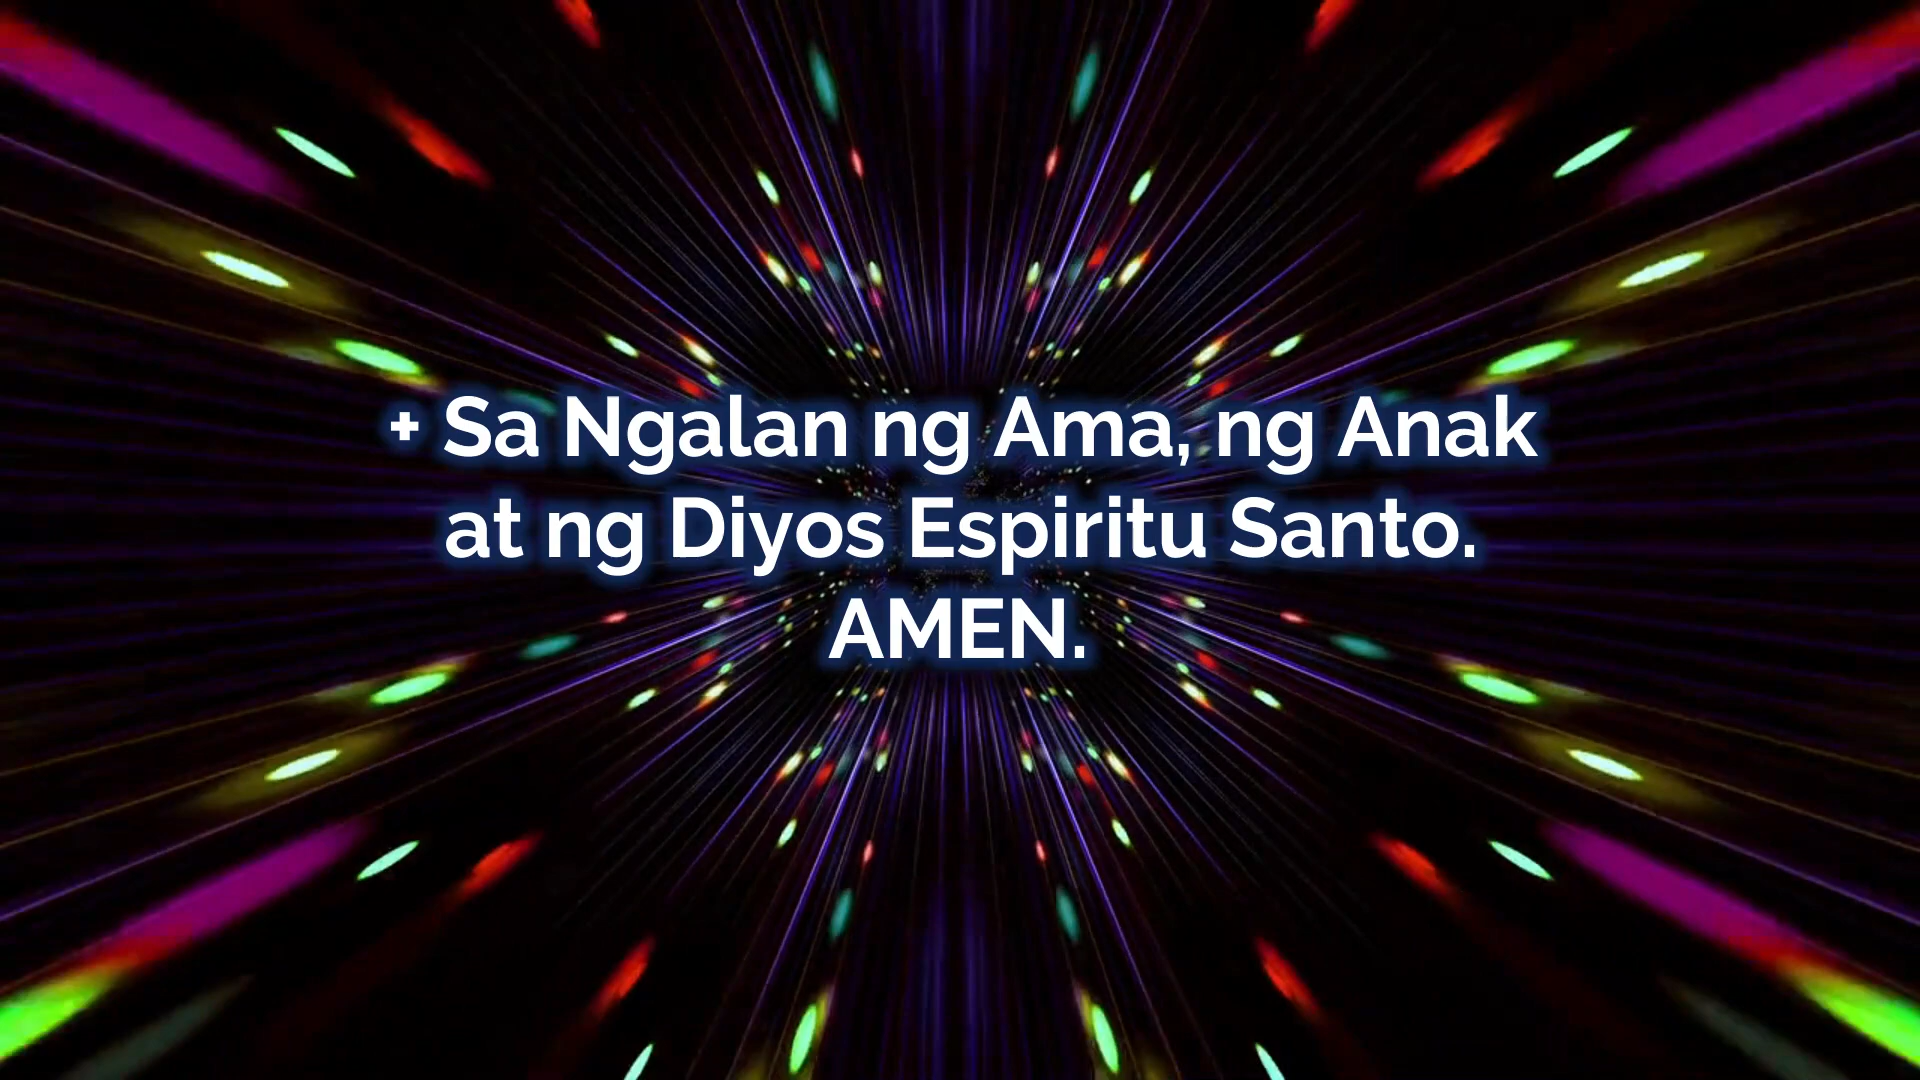 + Sa Ngalan ng Ama, ng Anak
at ng Diyos Espiritu Santo.
AMEN.